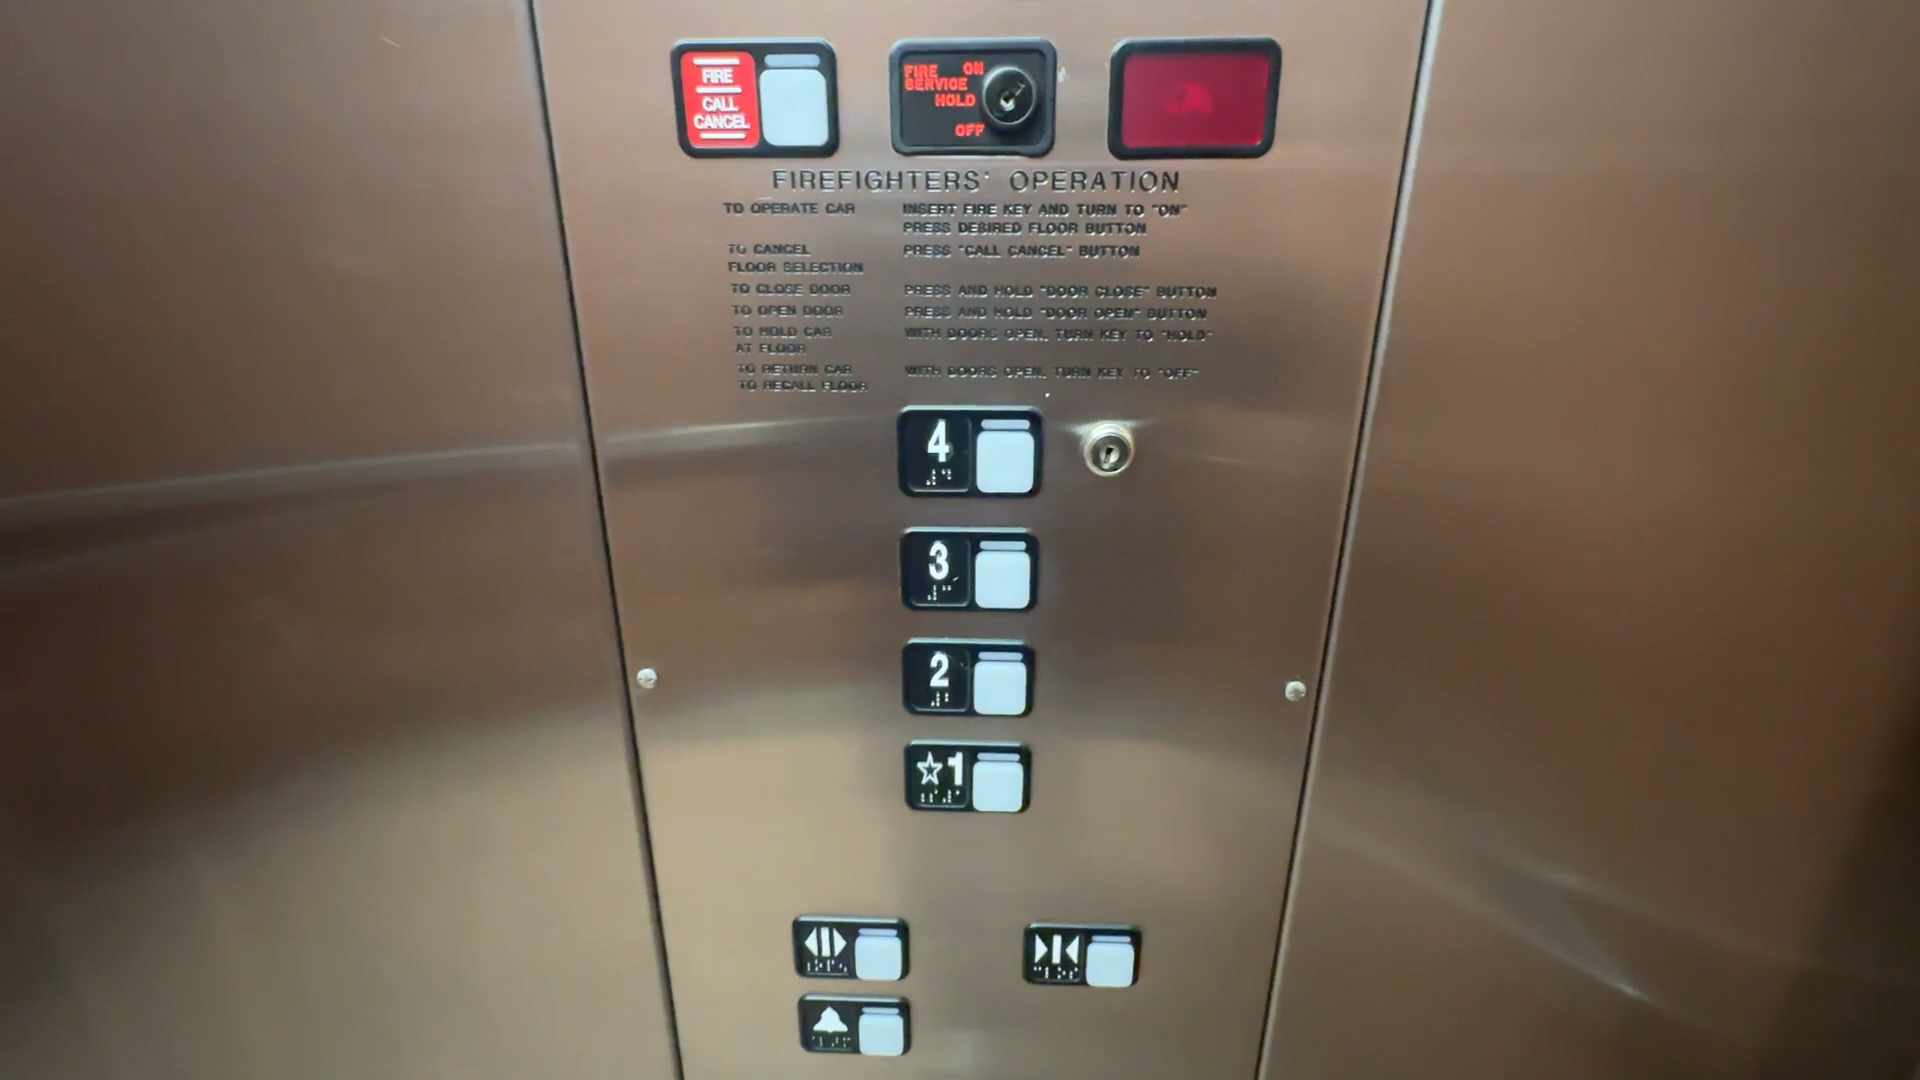 FIRE
CALL
CANCEL
FIRE ON
SERVICE
HOLD
OFF
FIREFIGHTERS' OPERATION
TO OPERATE CAR INSERT FIRE KEY AND TURN TO "ON"
PRESS DESIRED FLOOR BUTTON
TO CANCEL PRESS "CALL CANCEL" BUTTON
FLOOR SELECTION
TO CLOSE DOOR PRESS AND HOLD "DOOR CLOSE" BUTTON
TO OPEN DOOR PRESS AND HOLD "DOOR OPEN" BUTTON
TO HOLD CAR WITH DOORS OPEN, TURN KEY TO "HOLD"
AT FLOOR
TO RETURN CAR WITH DOORS OPEN, TURN KEY TO "OFF"
TO RECALL FLOOR
4
3
2
☆1